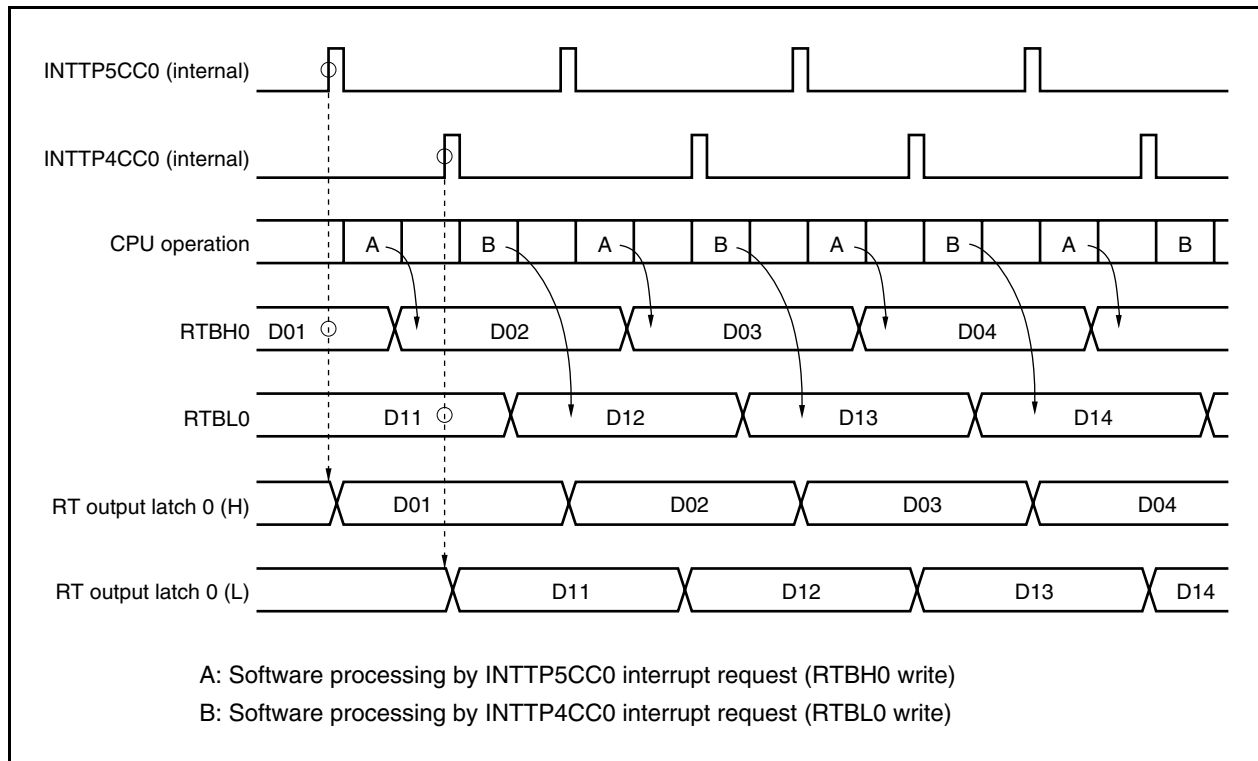 INTTP5CC0 (internal)
INTTP4CC0 (internal)
CPU operation A B A B A B A B
RTBH0 D01 D02 D03 D04
RTBL0 D11 D12 D13 D14
RT output latch 0 (H) D01 D02 D03 D04
RT output latch 0 (L) D11 D12 D13 D14
A: Software processing by INTTP5CC0 interrupt request (RTBH0 write)
B: Software processing by INTTP4CC0 interrupt request (RTBL0 write)